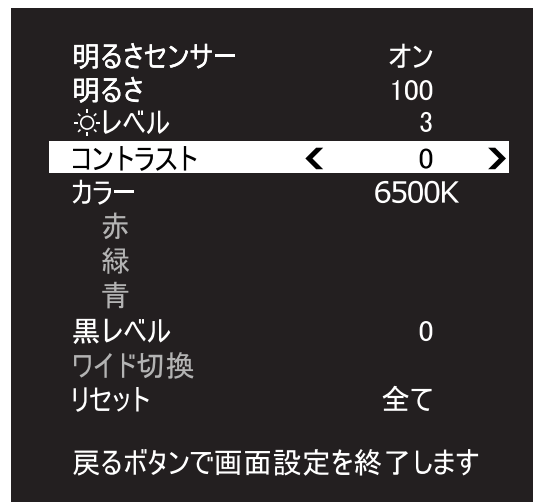 明るさセンサー オン
明るさ 100
☼レベル 3
コントラスト < 0 >
カラー 6500K
赤
緑
青
黒レベル 0
ワイド切換
リセット 全て
戻るボタンで画面設定を終了します